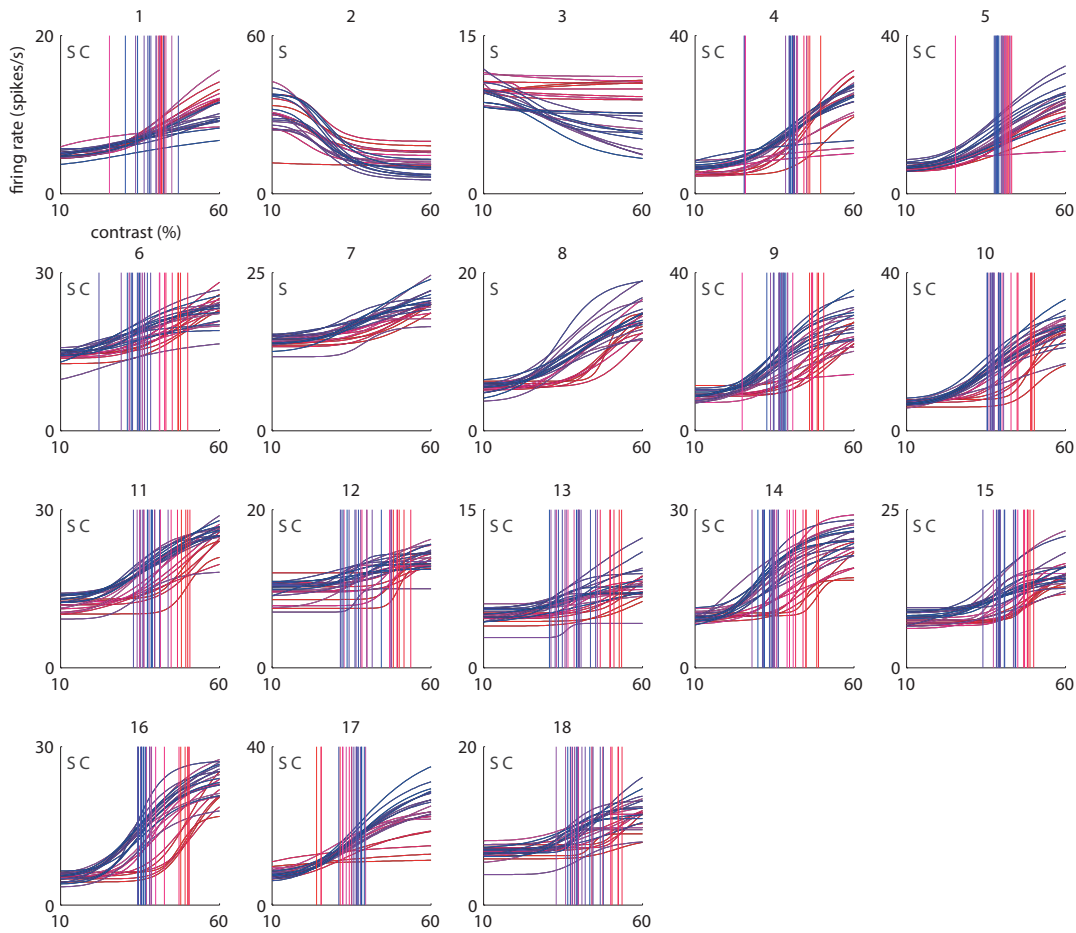 1 2 3 4 5
20 60 15 40 40
S C S S S C S C
firing rate (spikes/s)
0 0 0 0 0
10 60 10 60 10 60 10 60 10 60
contrast (%)
6 7 8 9 10
30 25 20 40 40
S C S S S C S C
0 0 0 0 0
10 60 10 60 10 60 10 60 10 60
11 12 13 14 15
30 20 15 30 25
S C S C S C S C S C
0 0 0 0 0
10 60 10 60 10 60 10 60 10 60
16 17 18
30 40 20
S C S S C
0 0 0
10 60 10 60 10 60